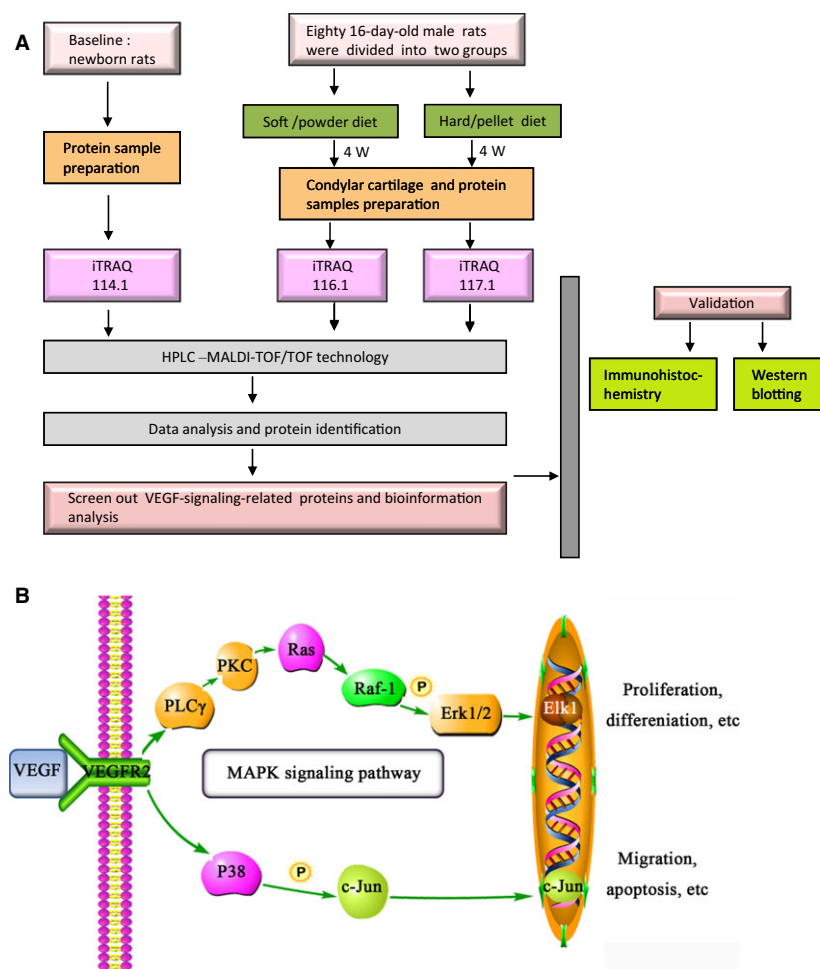 A
Baseline :
newborn rats
Eighty 16-day-old male rats
were divided into two groups
Soft /powder diet
Hard/pellet diet
4 W
4 W
Protein sample
preparation
Condylar cartilage and protein
samples preparation
iTRAQ
114.1
iTRAQ
116.1
iTRAQ
117.1
HPLC –MALDI-TOF/TOF technology
Data analysis and protein identification
Screen out VEGF-signaling-related proteins and bioinformation
analysis
Validation
Immunohistoc-
hemistry
Western
blotting
B
VEGF
VEGFR2
PLCγ
PKC
Ras
Raf-1
P
Erk1/2
Elk1
Proliferation,
differeniation, etc
MAPK signaling pathway
P38
P
c-Jun
c-Jun
Migration,
apoptosis, etc